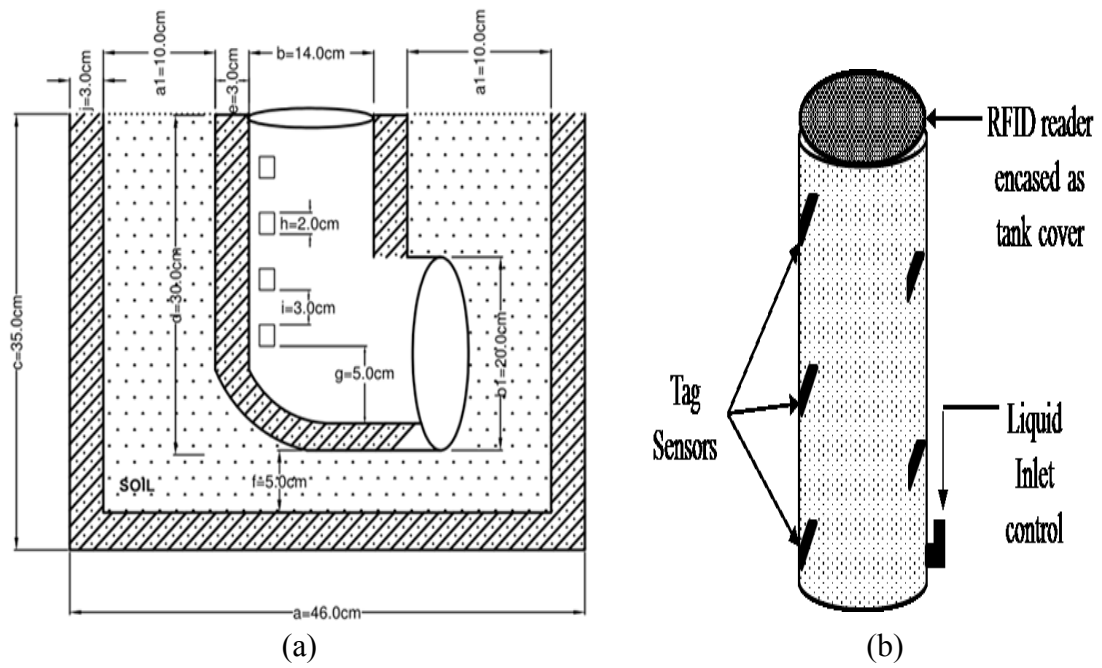 j=3.0cm
a1=10.0cm
e=3.0cm
b=14.0cm
a1=10.0cm
h=2.0cm
i=3.0cm
g=5.0cm
c=35.0cm
d=30.0cm
b1=20.0cm
SOIL
f=5.0cm
a=46.0cm
(a)
RFID reader
encased as
tank cover
Tag
Sensors
Liquid
Inlet
control
(b)